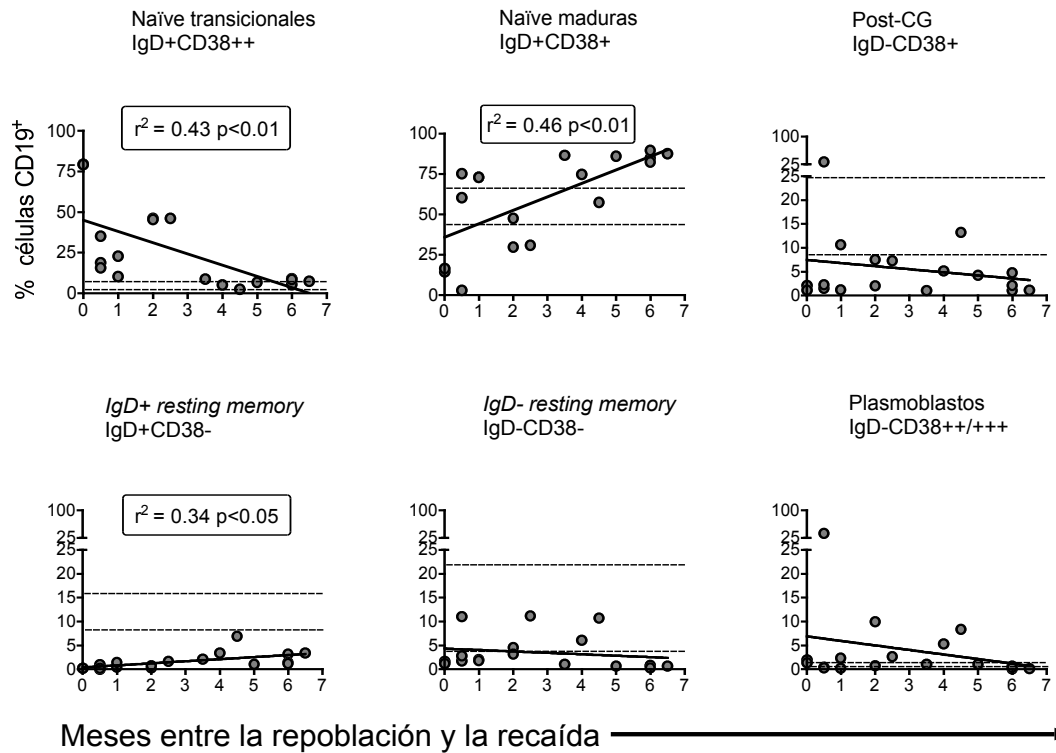 Naïve transicionales
IgD+CD38++
Naïve maduras
IgD+CD38+
Post-CG
IgD-CD38+
% células CD19+
r² = 0.43 p<0.01
100
75
50
25
0
0 1 2 3 4 5 6 7
r² = 0.46 p<0.01
100
75
50
25
0
0 1 2 3 4 5 6 7
100
25
25
20
15
10
5
0
0 1 2 3 4 5 6 7
IgD+ resting memory
IgD+CD38-
IgD- resting memory
IgD-CD38-
Plasmoblastos
IgD-CD38++/+++
r² = 0.34 p<0.05
100
25
25
20
15
10
5
0
0 1 2 3 4 5 6 7
100
25
25
20
15
10
5
0
0 1 2 3 4 5 6 7
100
25
25
20
15
10
5
0
0 1 2 3 4 5 6 7
Meses entre la repoblación y la recaída